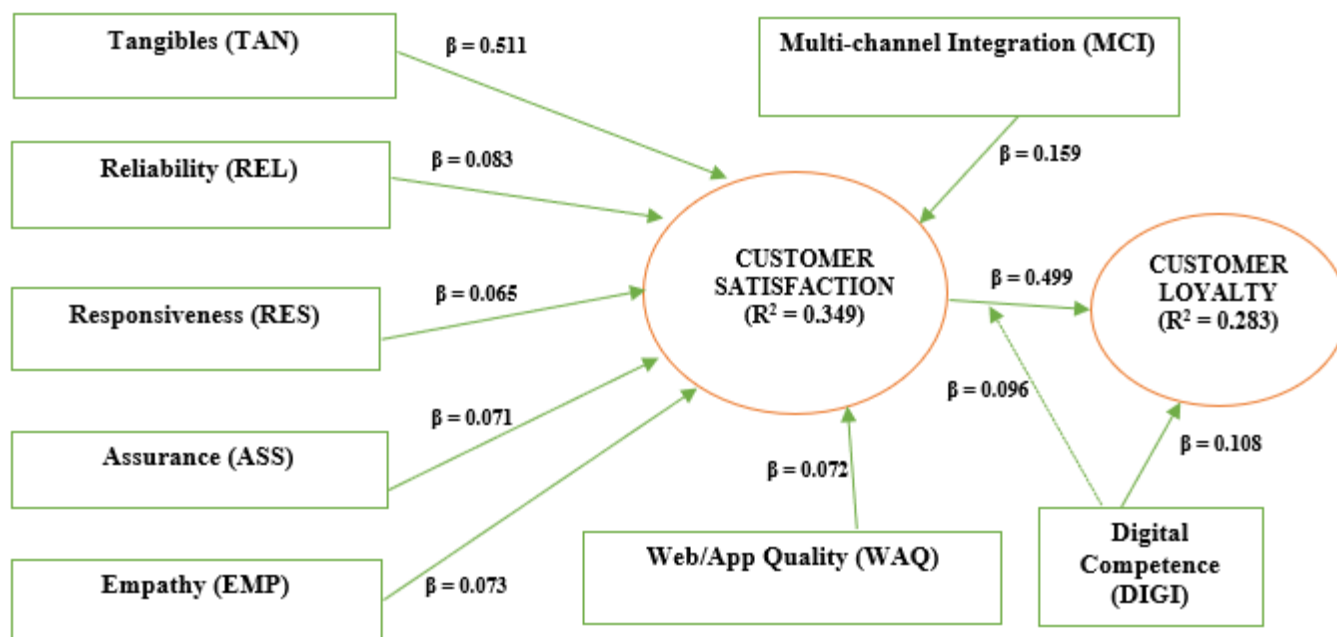 Tangibles (TAN)
β = 0.511
Multi-channel Integration (MCI)
Reliability (REL)
β = 0.083
β = 0.159
CUSTOMER
SATISFACTION
(R² = 0.349)
β = 0.499
CUSTOMER
LOYALTY
(R² = 0.283)
Responsiveness (RES)
β = 0.065
β = 0.096
Assurance (ASS)
β = 0.071
β = 0.108
β = 0.072
Empathy (EMP)
β = 0.073
Web/App Quality (WAQ)
Digital
Competence
(DIGI)